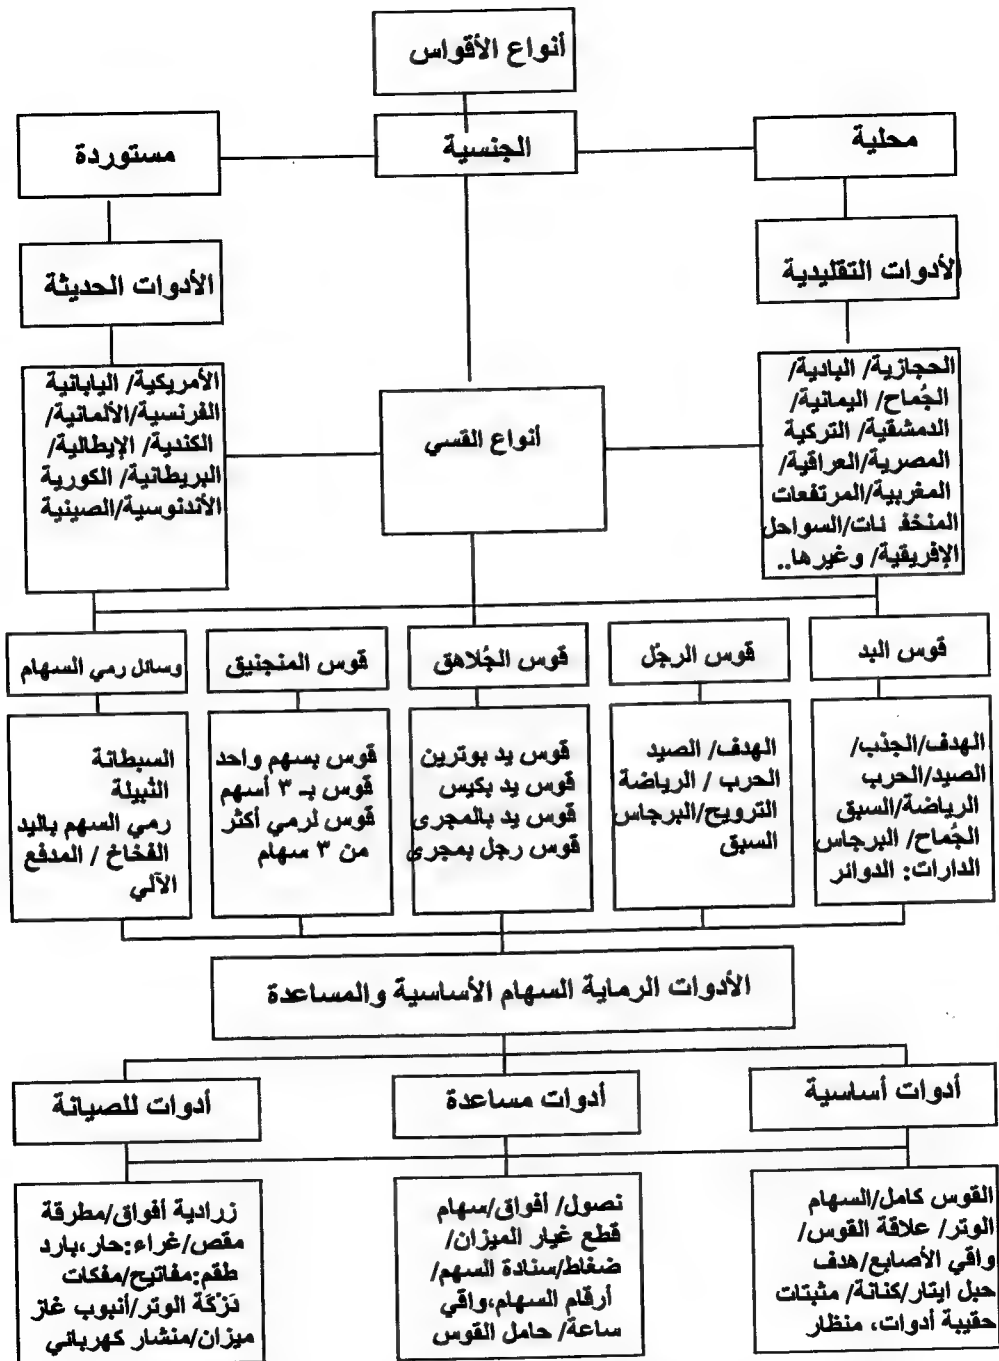 أنواع الأقواس
محلية
الجنسية
مستوردة
لأدوات التقليدية
الأدوات الحديثة
الحجازية/ البادية/
الجُماح/ اليمانية/
الدمشقية/ التركية
المصرية/العراقية/
المغربية/المرتفعات
نات/السواحل
الإفريقية/ وغيرها..
أنواع القسي
الأمريكية/ اليابانية
الفرنسية/الألمانية/
الكندية/ الإيطالية/
البريطانية/ الكورية
الأندنوسية/الصينية
قوس البد
قوس الرجل
قوس الجُلاهق
قوس المنجنيق
وسائل رمي السهام
الهدف/الجذب/
الصيد/الحرب
الرياضة/السبق
الجُماح/ البرجاس
الدارات: الدوائر
الهدف/ الصيد
الحرب / الرياضة
الترويح/البرجاس
السبق
قوس يد بوترين
قوس يد بكيس
قوس يد بالمجرى
قوس رجل بمجرى
قوس بسهم واحد
قوس بـ ٣ أسهم
قوس لرمي أكثر
من ٣ سهام
السبطانة
النُبيلة
رمي السهم باليد
الفخاخ / المدفع
الآلي
الأدوات الرماية السهام الأساسية والمساعدة
أدوات أساسية
أدوات مساعدة
أدوات للصيانة
القوس كامل/السهام
الوتر/ علاقة القوس/
واقي الأصابع/هدف
حبل ايتار/كنانة/ مثبتات
حقيبة أدوات، منظار
نصول/ أفواق/سهام
قطع غيار الميزان/
ضغاط/سنادة السهم/
أرقام السهام،واقي
ساعة/ حامل القوس
زرادية أفواق/مطرقة
مقص/غراء:حار،بارد
طقم:مفاتيح/مفكات
دَزْكَة الوتر/أنبوب غاز
ميزان/منشار كهرباني